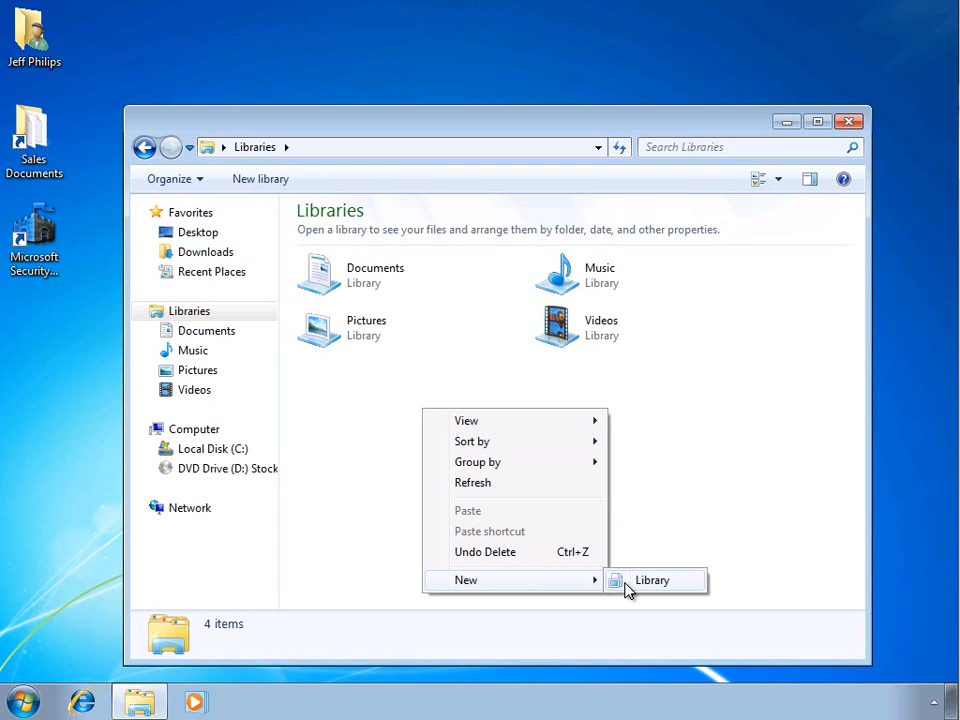 Jeff Philips
Sales
Documents
Microsoft
Security...
Libraries
Search Libraries
Organize
New library
Favorites
Desktop
Downloads
Recent Places
Libraries
Documents
Music
Pictures
Videos
Computer
Local Disk (C:)
DVD Drive (D:) Stock
Network
Libraries
Open a library to see your files and arrange them by folder, date, and other properties.
Documents
Library
Music
Library
Pictures
Library
Videos
Library
View
Sort by
Group by
Refresh
Paste
Paste shortcut
Undo Delete Ctrl+Z
New
Library
4 items